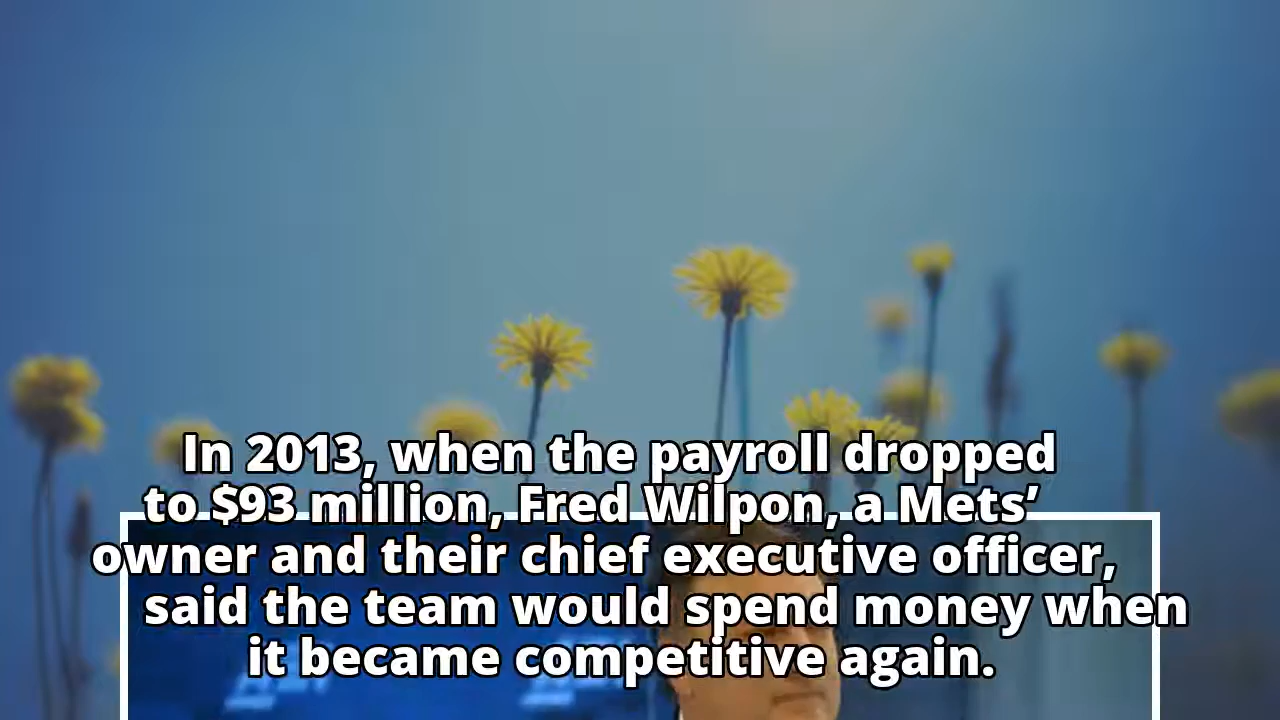 In 2013, when the payroll dropped
to $93 million, Fred Wilpon, a Mets’
owner and their chief executive officer,
said the team would spend money when
it became competitive again.